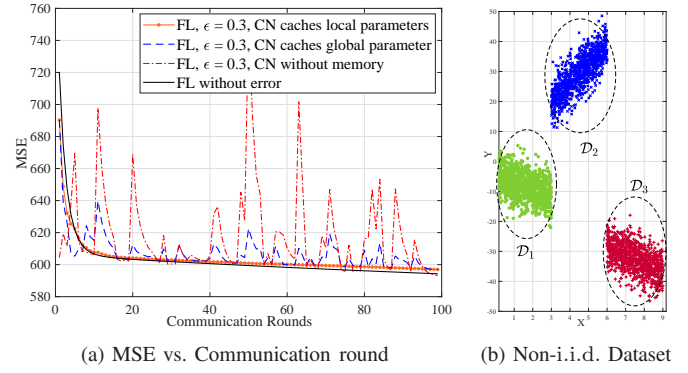 760
740
720
700
680
660
640
620
600
580
MSE
0
20
40
60
80
100
Communication Rounds
FL, ϵ = 0.3, CN caches local parameters
FL, ϵ = 0.3, CN caches global parameter
FL, ϵ = 0.3, CN without memory
FL without error
(a) MSE vs. Communication round
50
40
30
20
10
0
-10
-20
-30
-40
-50
Y
1
2
3
4
5
6
7
8
9
X
𝒟₂
𝒟₃
𝒟₁
(b) Non-i.i.d. Dataset